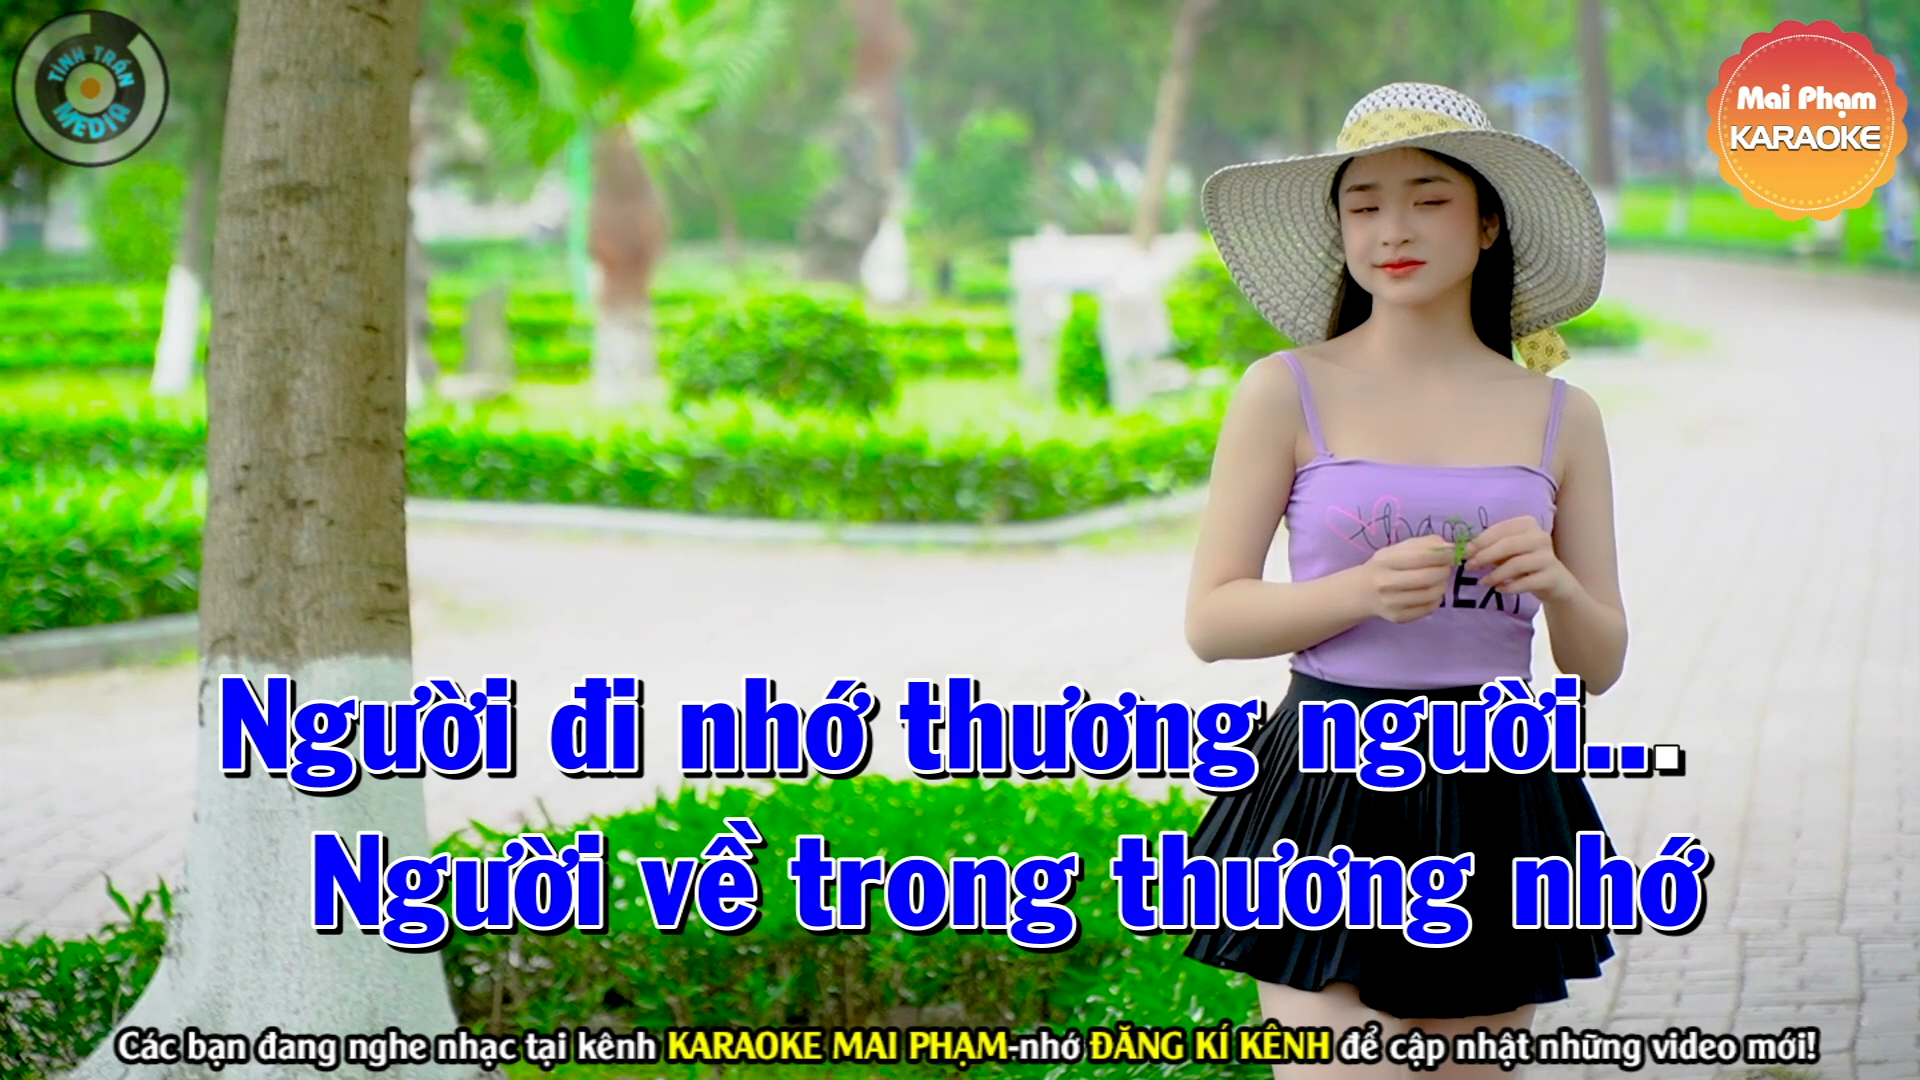 TÌNH TRẦN
MEDIA
Mai Phạm
KARAOKE
Người đi nhớ thương người...
Người về trong thương nhớ
Các bạn đang nghe nhạc tại kênh KARAOKE MAI PHẠM-nhớ ĐĂNG KÍ KÊNH để cập nhật những video mới!